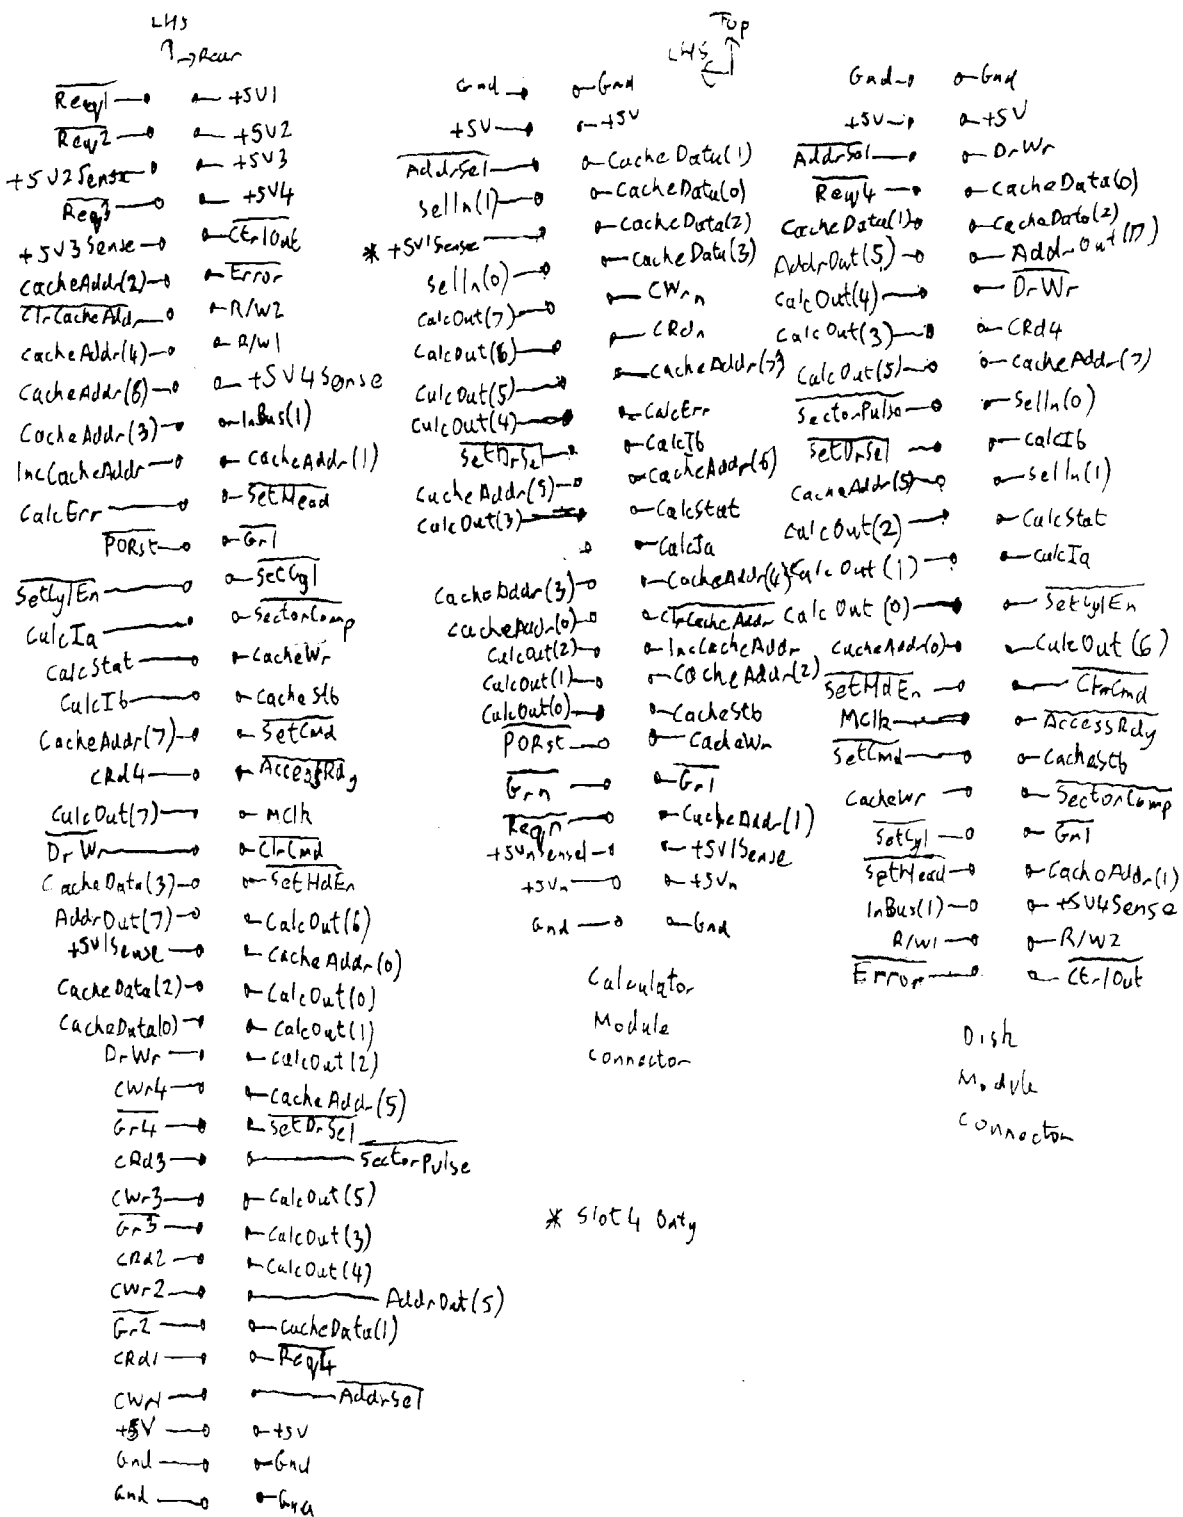 LHS
Rear
Req1 +5V1
Req2 +5V2
+5V2Sense +5V3
Req3 +5V4
+5V3Sense CtrlOut
CacheAddr(2) Error
ClrCacheAddr R/W2
CacheAddr(4) R/W1
CacheAddr(6) +5V4Sense
CacheAddr(3) InBus(1)
IncCacheAddr CacheAddr(1)
CalcErr SetHead
PORst Gr1
SetCylEn SetCyl
CalcIa SectorComp
CalcStat CacheWr
CalcIb CacheStb
CacheAddr(7) SetCmd
CRd4 AccessRdy
CalcOut(7) MClk
DrWr ClrCmd
CacheData(3) SetHdEn
AddrOut(7) CalcOut(6)
+5V1Sense CacheAddr(0)
CacheData(2) CalcOut(0)
CacheData(0) CalcOut(1)
DrWr CalcOut(2)
CWr4 CacheAddr(5)
Gr4 SetDrSel
CRd3 SectorPulse
CWr3 CalcOut(5)
Gr3 CalcOut(3)
CRd2 CalcOut(4)
CWr2 AddrOut(5)
Gr2 CacheData(1)
CRd1 Req4
CWr1 AddrSel
+5V +5V
Gnd Gnd
Gnd Gnd
Top
LHS
Gnd Gnd
+5V +5V
AddrSel CacheData(1)
SelIn(1) CacheData(0)
* +5V1Sense CacheData(2)
SelIn(0) CacheData(3)
CalcOut(7) CWrn
CalcOut(6) CRdn
CalcOut(5) CacheAddr(7)
CalcOut(4) CalcErr
SetDrSel CalcIb
CacheAddr(5) CacheAddr(6)
CalcOut(3) CalcStat
CalcIa
CacheAddr(3) CacheAddr(4)
CacheAddr(0) ClrCacheAddr
CalcOut(2) IncCacheAddr
CalcOut(1) CacheAddr(2)
CalcOut(0) CacheStb
PORst CacheWr
Grn Gr1
Reqn CacheAddr(1)
+5VnSense +5V1Sense
+5Vn +5Vn
Gnd Gnd
Calculator
Module
Connector
* Slot 4 Only
Gnd Gnd
+5V +5V
AddrSel DrWr
Req4 CacheData(0)
CacheData(1) CacheData(2)
AddrOut(5) AddrOut(7)
CalcOut(4) DrWr
CalcOut(3) CRd4
CalcOut(5) CacheAddr(7)
SectorPulse SelIn(0)
SetDrSel CalcIb
CacheAddr(5) SelIn(1)
CalcOut(2) CalcStat
CalcOut(1) CalcIa
CalcOut(0) SetCylEn
CacheAddr(0) CalcOut(6)
SetHdEn ClrCmd
MClk AccessRdy
SetCmd CacheStb
CacheWr SectorComp
SetCyl Gr1
SetHead CacheAddr(1)
InBus(1) +5V4Sense
R/W1 R/W2
Error CtrlOut
Disk
Module
Connector